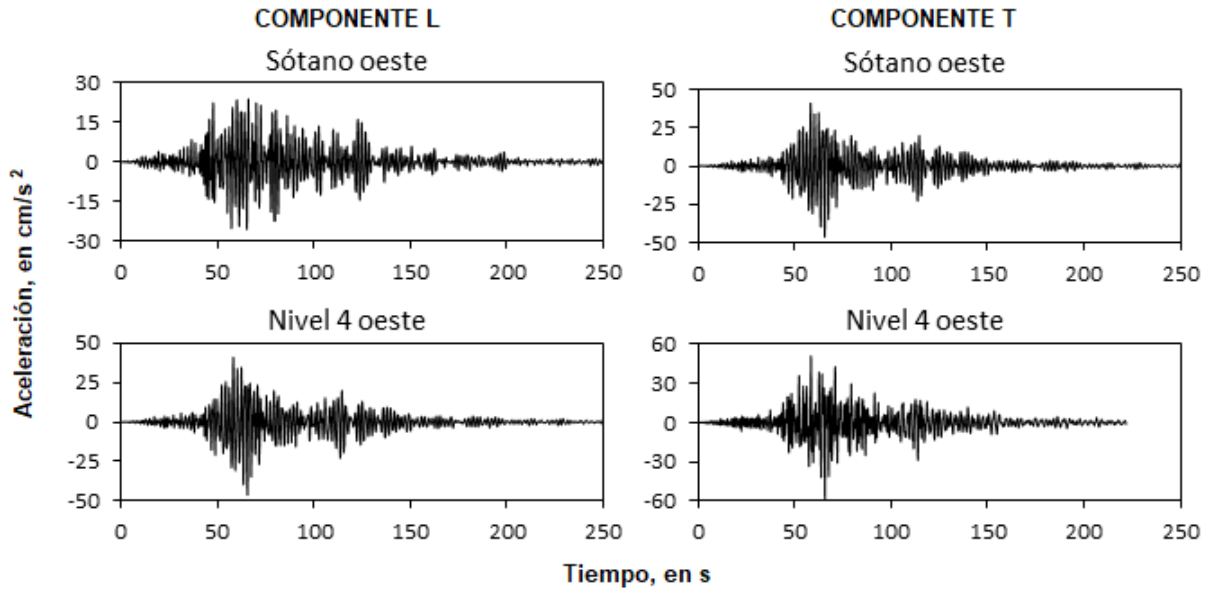 COMPONENTE L
COMPONENTE T
Sótano oeste
Sótano oeste
30
15
0
-15
-30
0 50 100 150 200 250
50
25
0
-25
-50
0 50 100 150 200 250
Nivel 4 oeste
Nivel 4 oeste
50
25
0
-25
-50
0 50 100 150 200 250
60
30
0
-30
-60
0 50 100 150 200 250
Aceleración, en cm/s²
Tiempo, en s